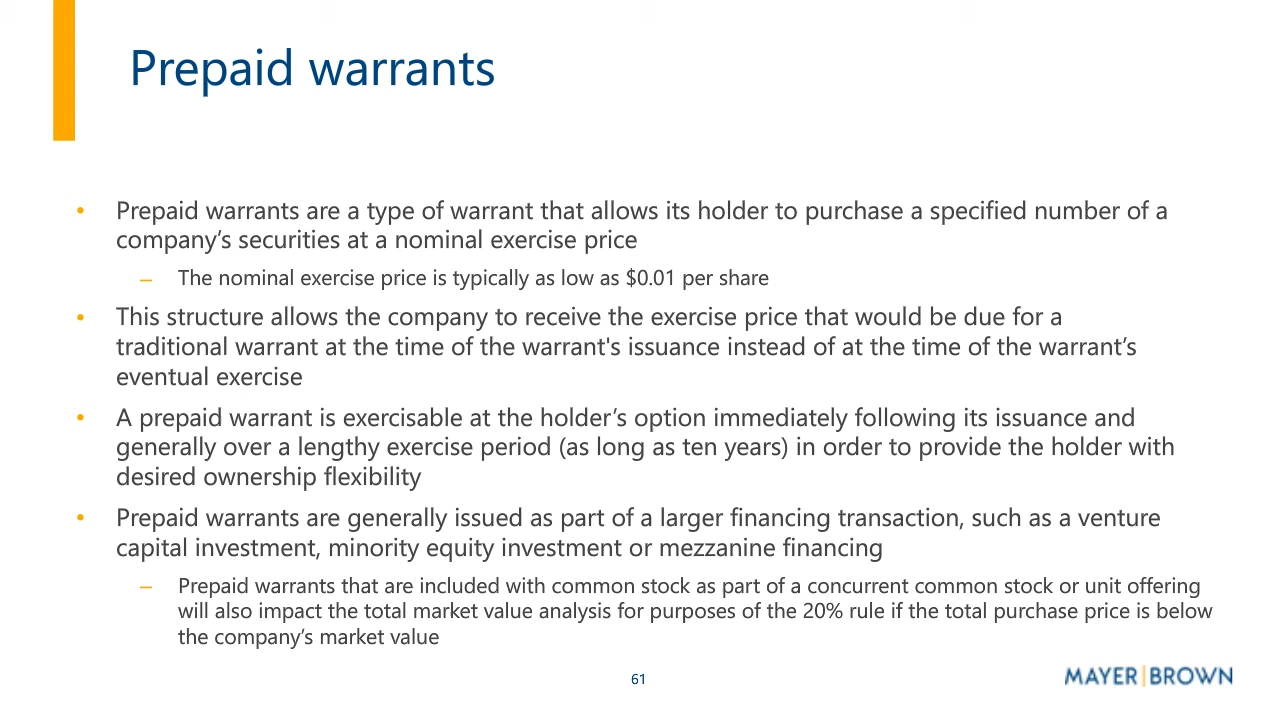 Prepaid warrants
• Prepaid warrants are a type of warrant that allows its holder to purchase a specified number of a
company’s securities at a nominal exercise price
– The nominal exercise price is typically as low as $0.01 per share
• This structure allows the company to receive the exercise price that would be due for a
traditional warrant at the time of the warrant's issuance instead of at the time of the warrant’s
eventual exercise
• A prepaid warrant is exercisable at the holder’s option immediately following its issuance and
generally over a lengthy exercise period (as long as ten years) in order to provide the holder with
desired ownership flexibility
• Prepaid warrants are generally issued as part of a larger financing transaction, such as a venture
capital investment, minority equity investment or mezzanine financing
– Prepaid warrants that are included with common stock as part of a concurrent common stock or unit offering
will also impact the total market value analysis for purposes of the 20% rule if the total purchase price is below
the company’s market value
61
MAYER|BROWN